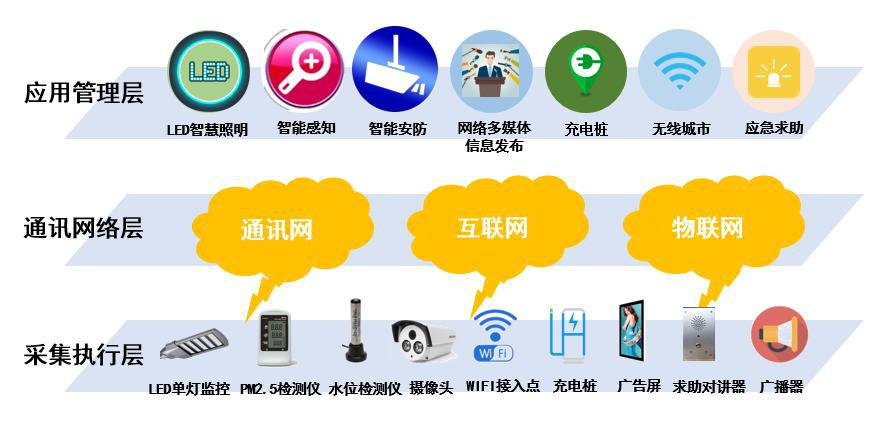 应用管理层
LED
LED智慧照明
智能感知
智能安防
网络多媒体
信息发布
充电桩
无线城市
应急求助
通讯网络层
通讯网
互联网
物联网
采集执行层
WiFi
LED单灯监控
PM2.5检测仪
水位检测仪
摄像头
WIFI接入点
充电桩
广告屏
求助对讲器
广播器